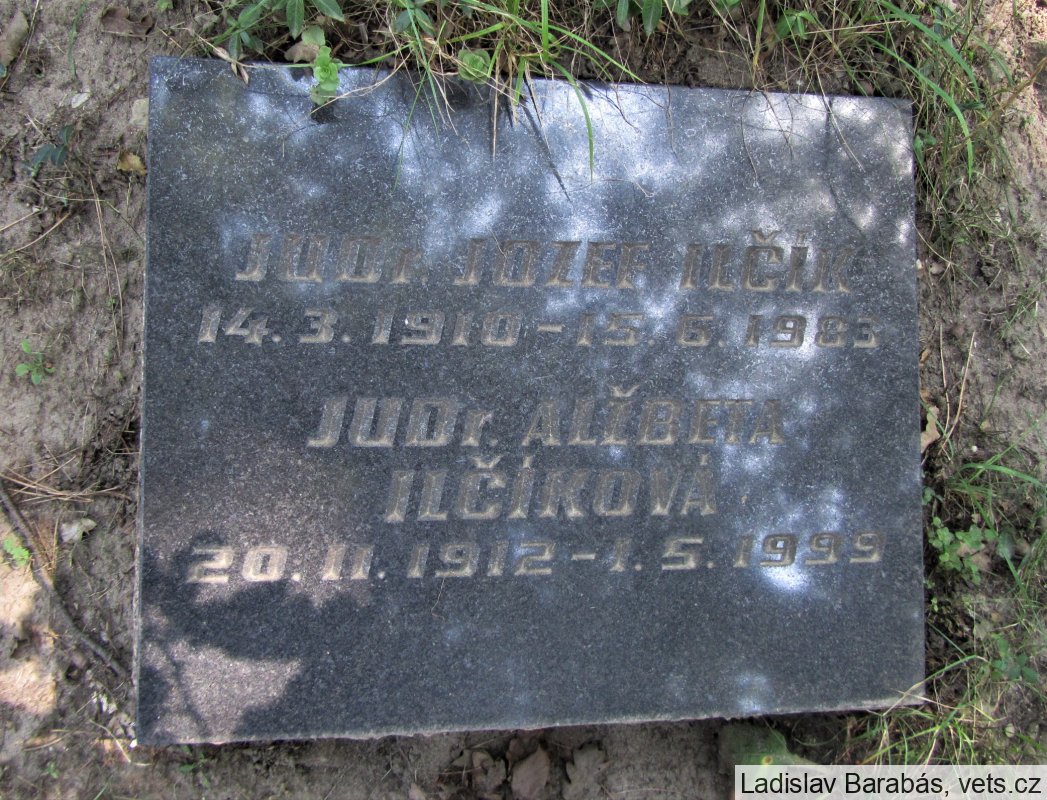 JUDr. JOZEF ILČÍK
14. 3. 1910 - 15. 6. 1983
JUDr. ALŽBETA
ILČÍKOVÁ
20. 11. 1912 - 1. 5. 1999
Ladislav Barabás, vets.cz